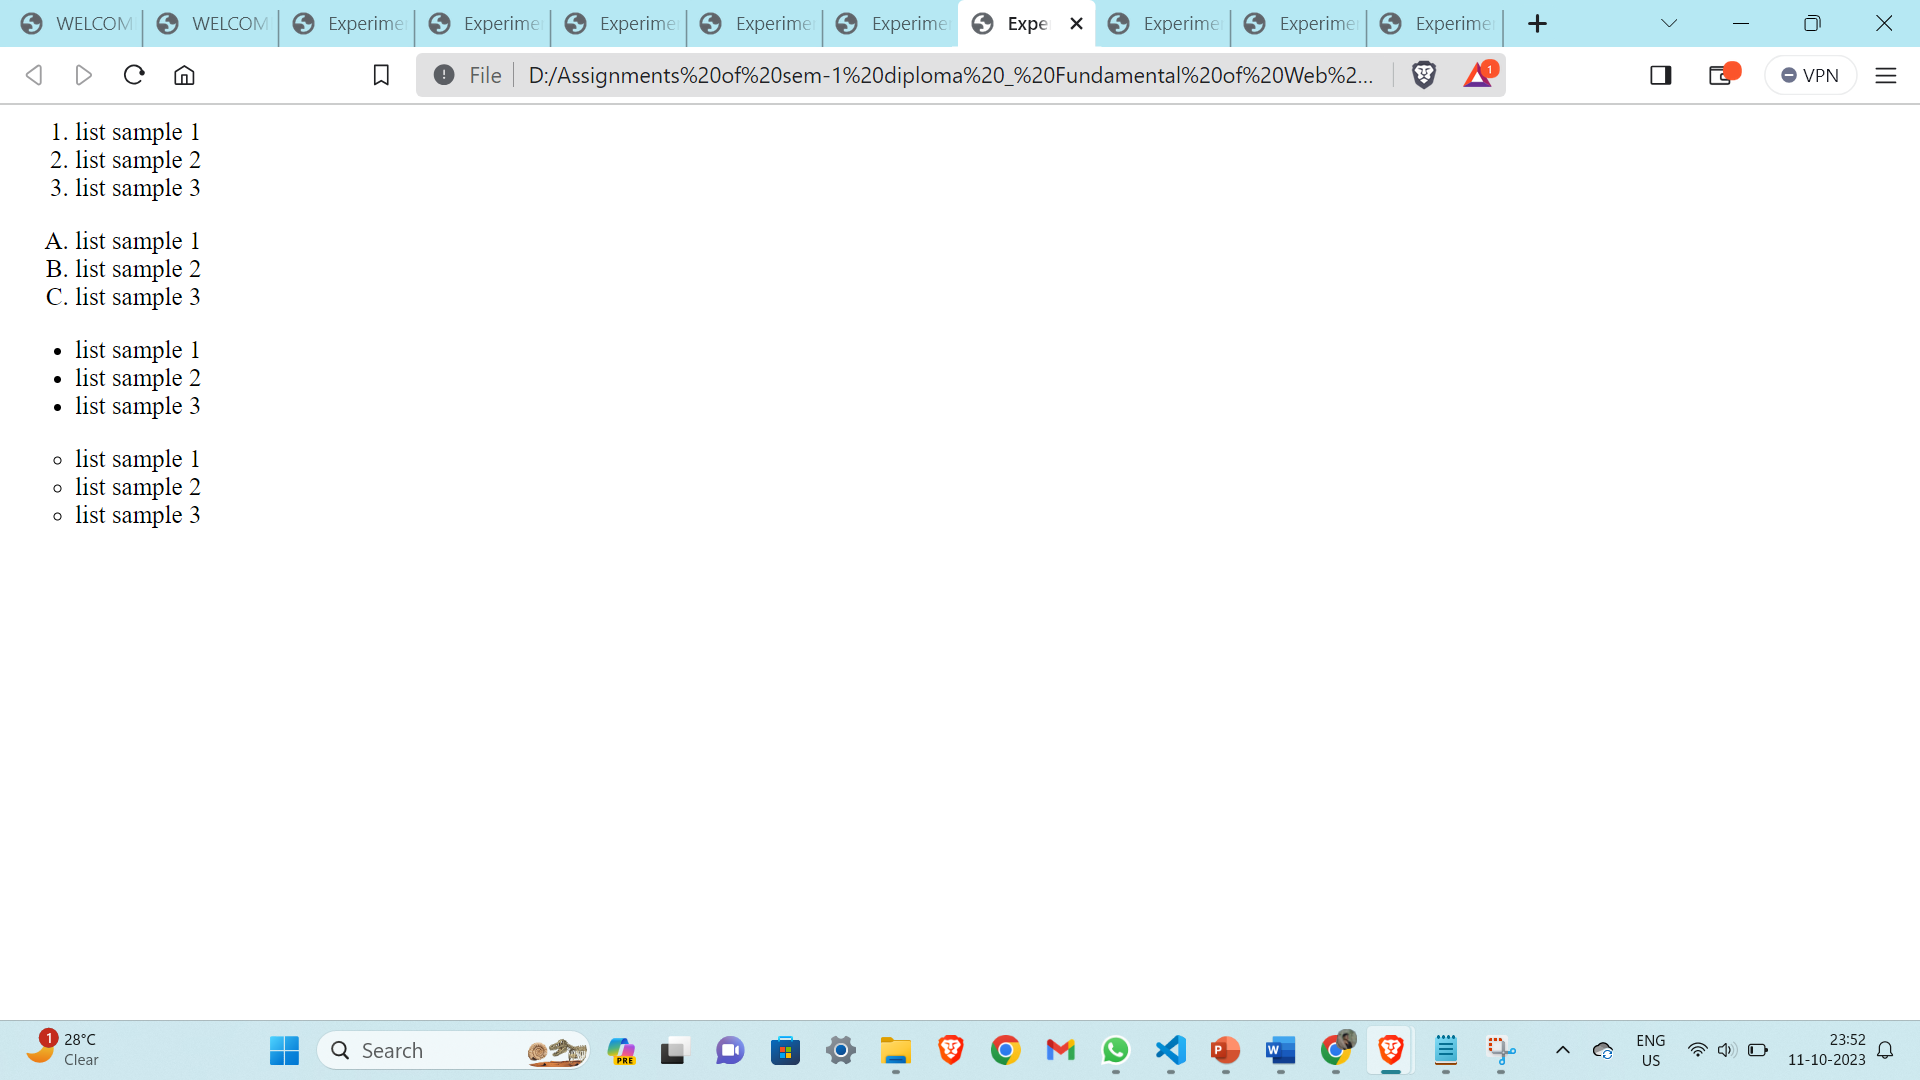 WELCOM WELCOM Experime Experime Experime Experime Experime Expe Experime Experime Experime
File D:/Assignments%20of%20sem-1%20diploma%20_%20Fundamental%20of%20Web%2... 1 VPN
1. list sample 1
2. list sample 2
3. list sample 3
A. list sample 1
B. list sample 2
C. list sample 3
• list sample 1
• list sample 2
• list sample 3
◦ list sample 1
◦ list sample 2
◦ list sample 3
1 28°C
Clear
Search
PRE
P
W
ENG
US
23:52
11-10-2023